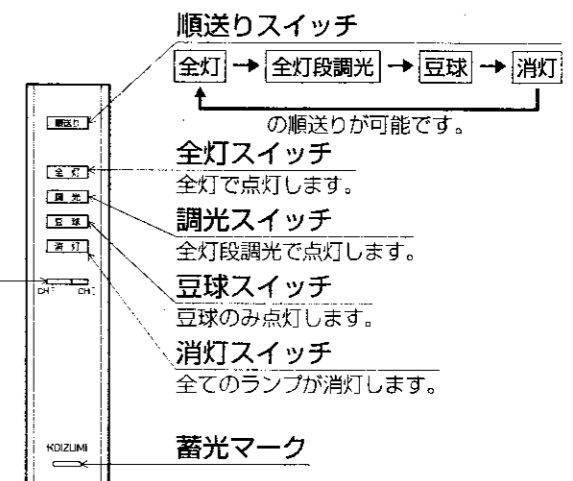 順送りスイッチ
全灯 → 全灯段調光 → 豆球 → 消灯
の順送りが可能です。
順送り
全灯スイッチ
全灯
全灯で点灯します。
調光
調光スイッチ
豆球
全灯段調光で点灯します。
消灯
豆球スイッチ
CH CH
豆球のみ点灯します。
消灯スイッチ
全てのランプが消灯します。
KOIZUMI
蓄光マーク